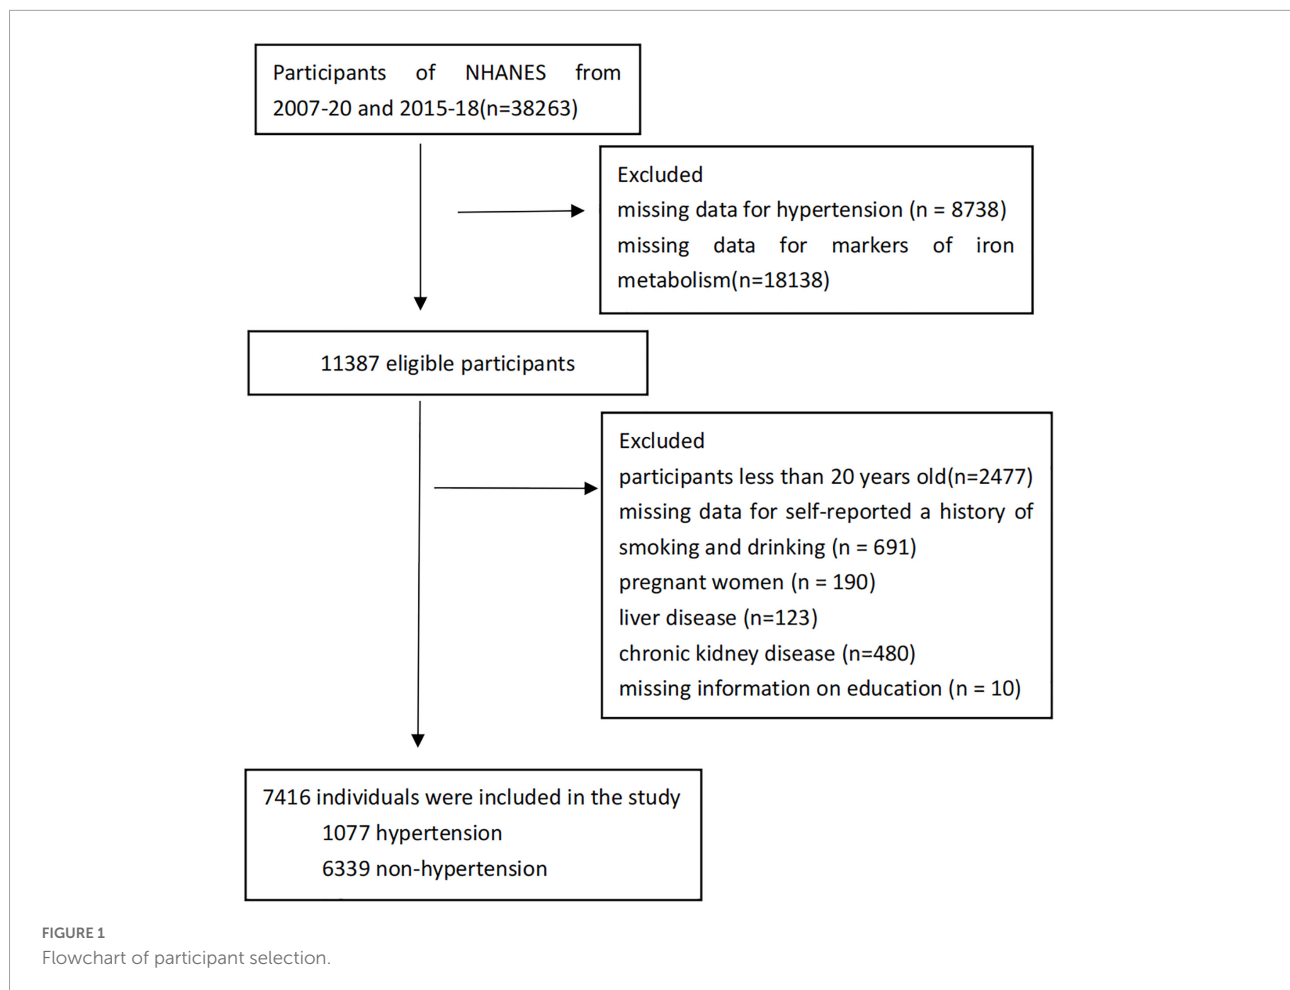 Participants of NHANES from
2007-20 and 2015-18(n=38263)
Excluded
missing data for hypertension (n = 8738)
missing data for markers of iron
metabolism(n=18138)
11387 eligible participants
Excluded
participants less than 20 years old(n=2477)
missing data for self-reported a history of
smoking and drinking (n = 691)
pregnant women (n = 190)
liver disease (n=123)
chronic kidney disease (n=480)
missing information on education (n = 10)
7416 individuals were included in the study
1077 hypertension
6339 non-hypertension
FIGURE 1
Flowchart of participant selection.